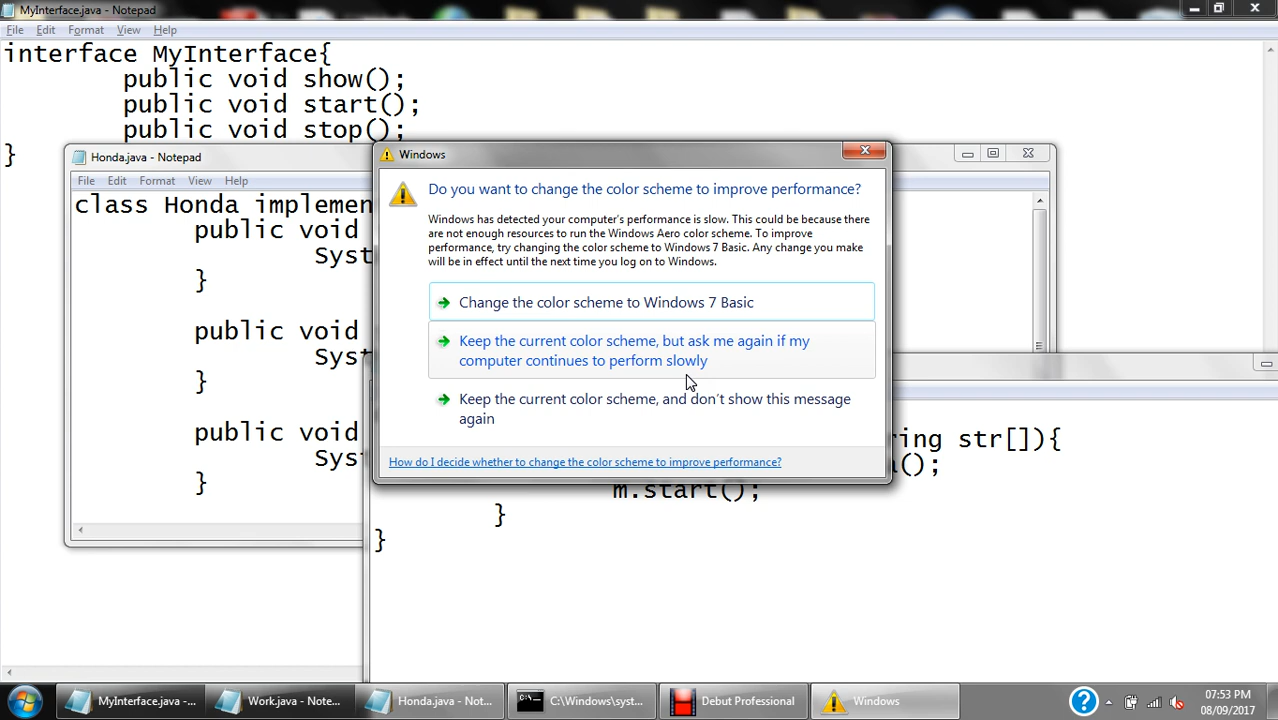 MyInterface.java - Notepad
File Edit Format View Help
interface MyInterface{
public void show();
public void start();
public void stop();
}
Honda.java - Notepad
File Edit Format View Help
class Honda implemen
public void
Syst
}
public void
Syst
}
public void
Syst
}
Windows
Do you want to change the color scheme to improve performance?
Windows has detected your computer's performance is slow. This could be because there
are not enough resources to run the Windows Aero color scheme. To improve
performance, try changing the color scheme to Windows 7 Basic. Any change you make
will be in effect until the next time you log on to Windows.
Change the color scheme to Windows 7 Basic
Keep the current color scheme, but ask me again if my
computer continues to perform slowly
Keep the current color scheme, and don't show this message
again
How do I decide whether to change the color scheme to improve performance?
ring str[]){
();
m.start();
}
}
MyInterface.java -...
Work.java - Note...
Honda.java - Not...
C:\Windows\syst...
Debut Professional
Windows
07:53 PM
08/09/2017